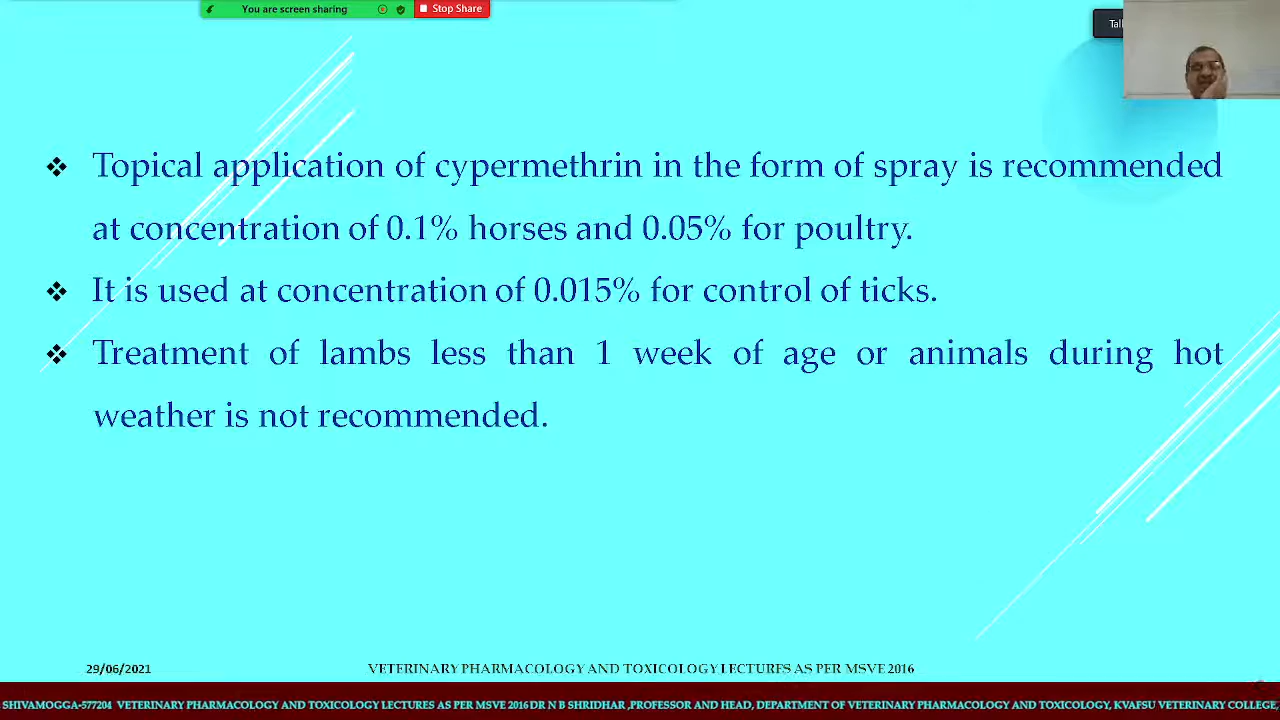 You are screen sharing
Stop Share
Topical application of cypermethrin in the form of spray is recommended
at concentration of 0.1% horses and 0.05% for poultry.
It is used at concentration of 0.015% for control of ticks.
Treatment of lambs less than 1 week of age or animals during hot
weather is not recommended.
29/06/2021
VETERINARY PHARMACOLOGY AND TOXICOLOGY LECTURES AS PER MSVE 2016
SHIVAMOGGA-577204 VETERINARY PHARMACOLOGY AND TOXICOLOGY LECTURES AS PER MSVE 2016 DR N B SHRIDHAR ,PROFESSOR AND HEAD, DEPARTMENT OF VETERINARY PHARMACOLOGY AND TOXICOLOGY, KVAFSU VETERINARY COLLEGE,